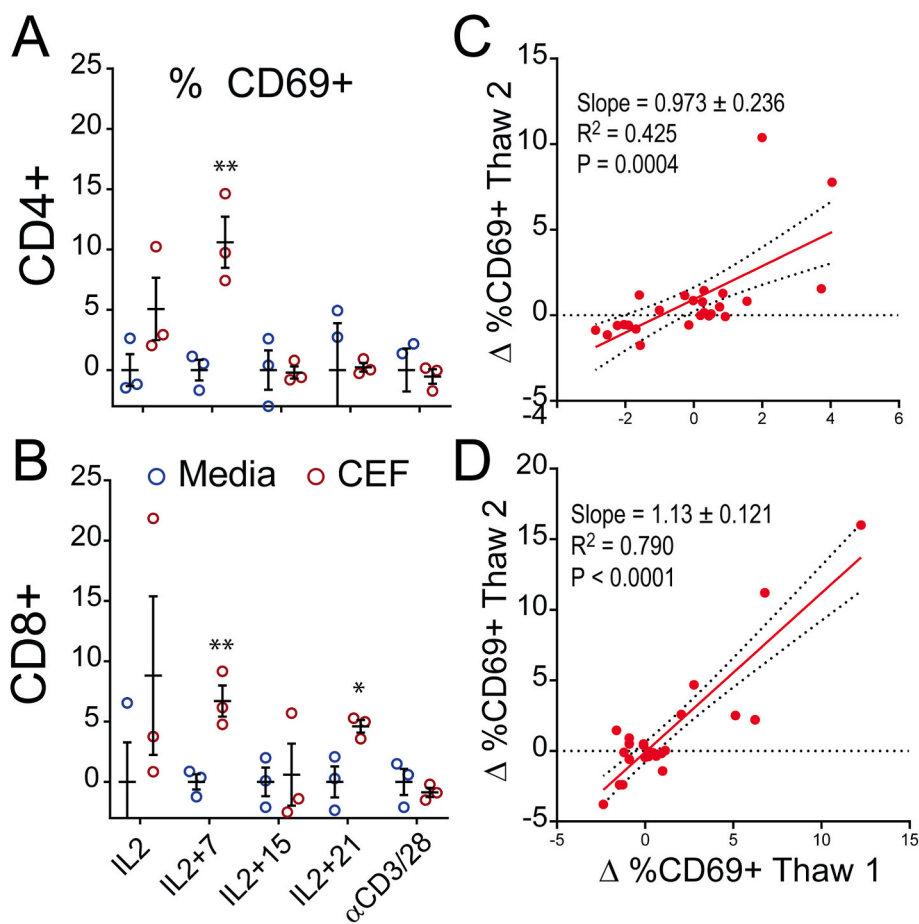 A
% CD69+
25
20
15
10
5
0
**
CD4+
B
Media
CEF
25
20
15
10
5
0
**
*
CD8+
IL2
IL2+7
IL2+15
IL2+21
αCD3/28
C
15
10
5
0
-5
-4
-2
0
2
4
6
Slope = 0.973 ± 0.236
R² = 0.425
P = 0.0004
Δ %CD69+ Thaw 2
D
20
15
10
5
0
-5
-5
0
5
10
15
Slope = 1.13 ± 0.121
R² = 0.790
P < 0.0001
Δ %CD69+ Thaw 2
Δ %CD69+ Thaw 1